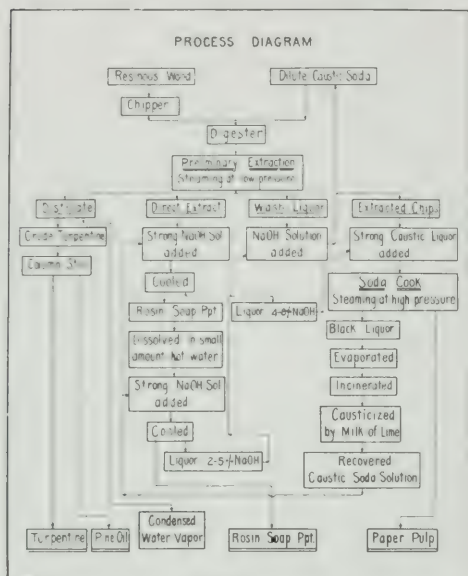 PROCESS DIAGRAM
Resinous Wood
Dilute Caustic Soda
Chipper
Digester
Preliminary Extraction
Steaming at low pressure
Distillate
Direct Extract
Wash Liquor
Extracted Chips
Crude Turpentine
Strong NaOH Sol
added
NaOH Solution
added
Strong Caustic Liquor
added
Column Still
Cooled
Soda Cook
Steaming at high pressure
Rosin Soap Ppt
Liquor 4-8% NaOH
Black Liquor
Dissolved in small
amount hot water
Evaporated
Strong NaOH Sol
added
Incinerated
Causticized
by Milk of Lime
Cooled
Liquor 2-5% NaOH
Recovered
Caustic Soda Solution
Turpentine
Pine Oil
Condensed
Water Vapor
Rosin Soap Ppt.
Paper Pulp